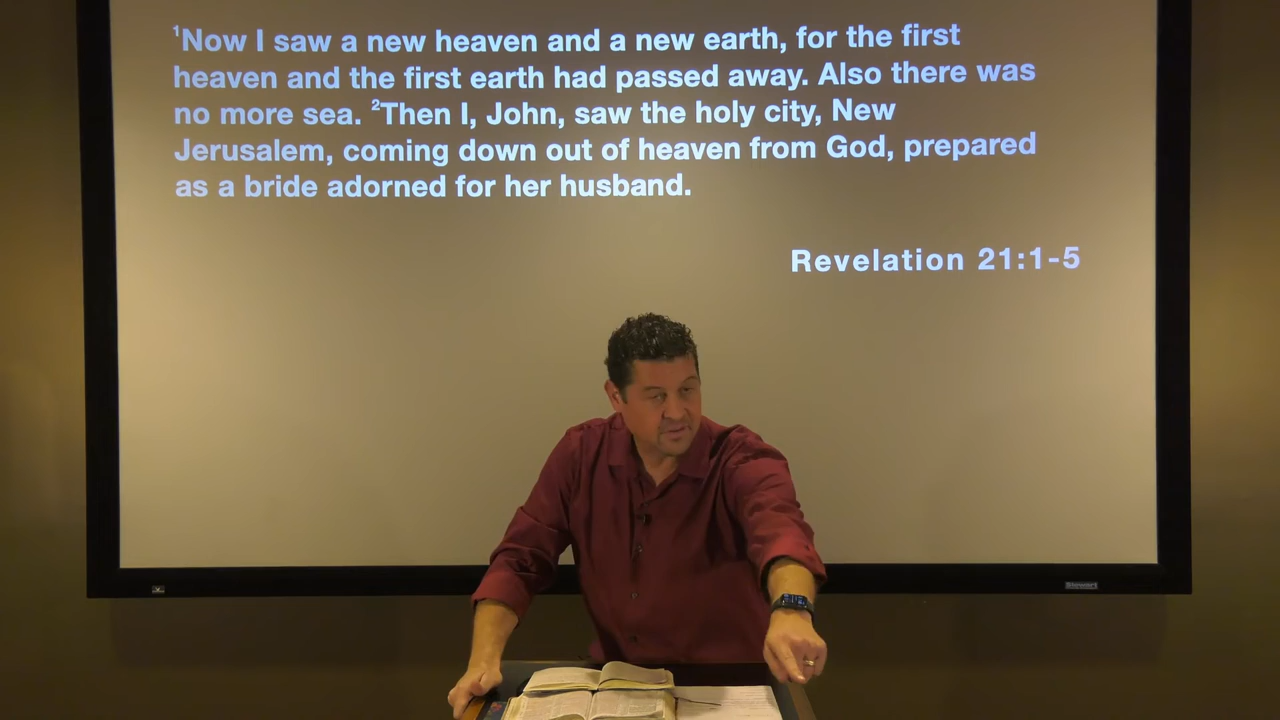 ¹Now I saw a new heaven and a new earth, for the first
heaven and the first earth had passed away. Also there was
no more sea. ²Then I, John, saw the holy city, New
Jerusalem, coming down out of heaven from God, prepared
as a bride adorned for her husband.
Revelation 21:1-5
Stewart